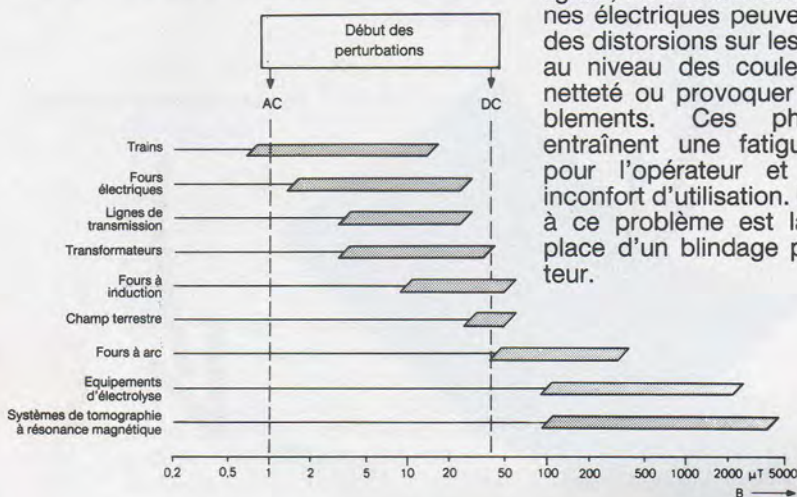 Début des
perturbations
AC
DC
Trains
Fours
électriques
Lignes de
transmission
Transformateurs
Fours à
induction
Champ terrestre
Fours à arc
Equipements
d'électrolyse
Systèmes de tomographie
à résonance magnétique
0,2 0,5 1 2 5 10 20 50 100 200 500 1000 2000 µT 5000
B
nes électriques peuve
des distorsions sur les
au niveau des coule
netteté ou provoquer
blements. Ces ph
entraînent une fatigu
pour l'opérateur et
inconfort d'utilisation.
à ce problème est la
place d'un blindage p
teur.